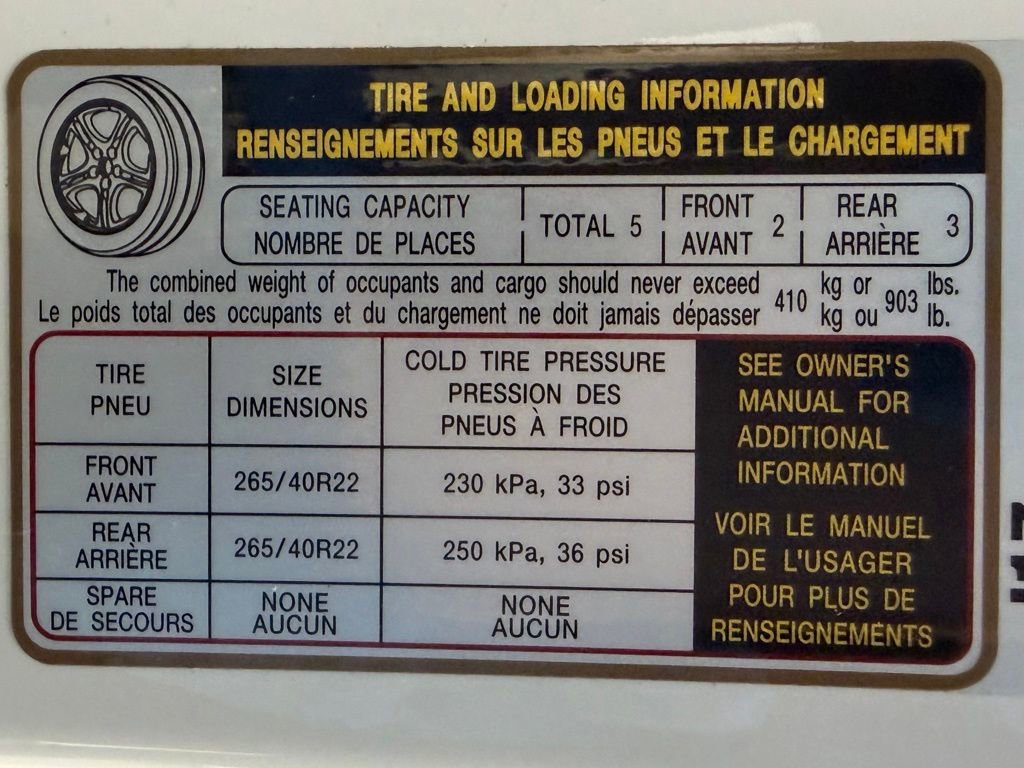 TIRE AND LOADING INFORMATION
RENSEIGNEMENTS SUR LES PNEUS ET LE CHARGEMENT
SEATING CAPACITY
NOMBRE DE PLACES
TOTAL 5
FRONT
AVANT
2
REAR
ARRIÈRE
3
The combined weight of occupants and cargo should never exceed
Le poids total des occupants et du chargement ne doit jamais dépasser
410
kg or
kg ou
903
lbs.
lb.
TIRE
PNEU
SIZE
DIMENSIONS
COLD TIRE PRESSURE
PRESSION DES
PNEUS À FROID
FRONT
AVANT
265/40R22
230 kPa, 33 psi
REAR
ARRIÈRE
265/40R22
250 kPa, 36 psi
SPARE
DE SECOURS
NONE
AUCUN
NONE
AUCUN
SEE OWNER'S
MANUAL FOR
ADDITIONAL
INFORMATION
VOIR LE MANUEL
DE L'USAGER
POUR PLUS DE
RENSEIGNEMENTS